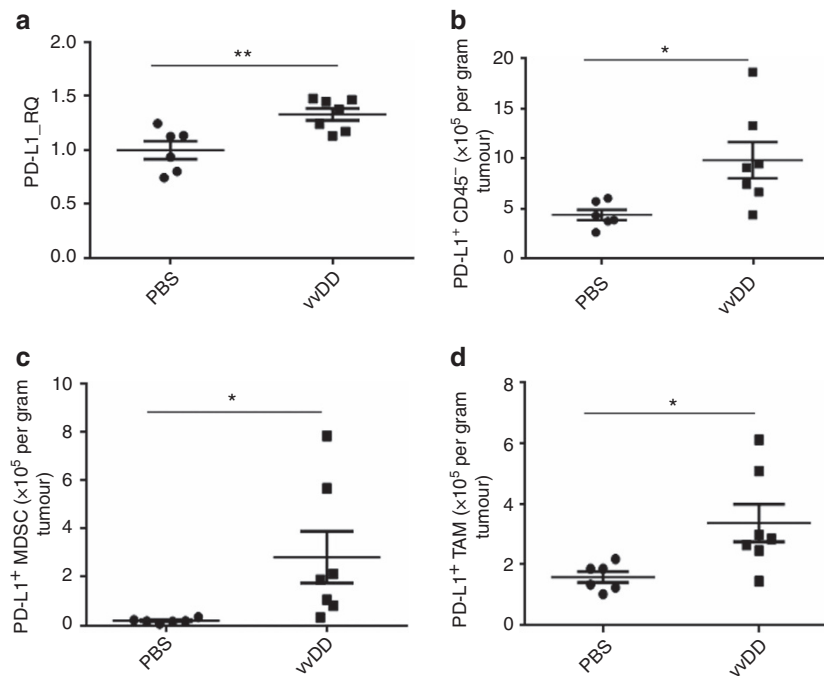 a
2.0
1.5
1.0
0.5
0.0
PD-L1_RQ
**
PBS
vvDD
b
20
15
10
5
0
PD-L1⁺ CD45⁻ (×10⁵ per gram
tumour)
*
PBS
vvDD
c
10
8
6
4
2
0
PD-L1⁺ MDSC (×10⁵ per gram
tumour)
*
PBS
vvDD
d
8
6
4
2
0
PD-L1⁺ TAM (×10⁵ per gram
tumour)
*
PBS
vvDD